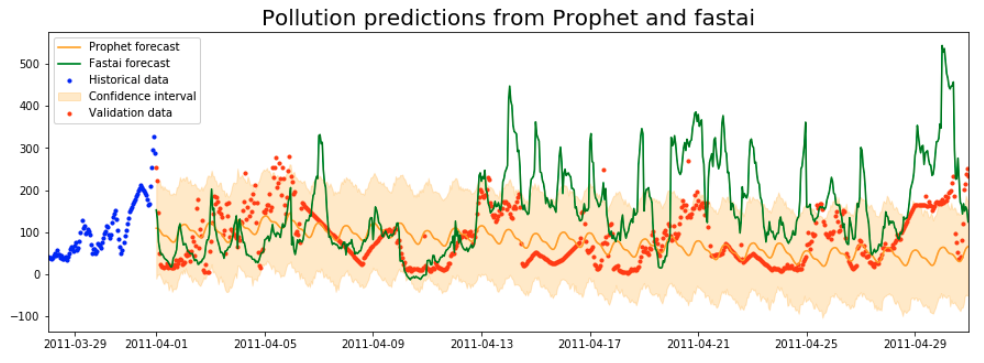 Pollution predictions from Prophet and fastai
Prophet forecast
Fastai forecast
Historical data
Confidence interval
Validation data
500
400
300
200
100
0
−100
2011-03-29 2011-04-01 2011-04-05 2011-04-09 2011-04-13 2011-04-17 2011-04-21 2011-04-25 2011-04-29